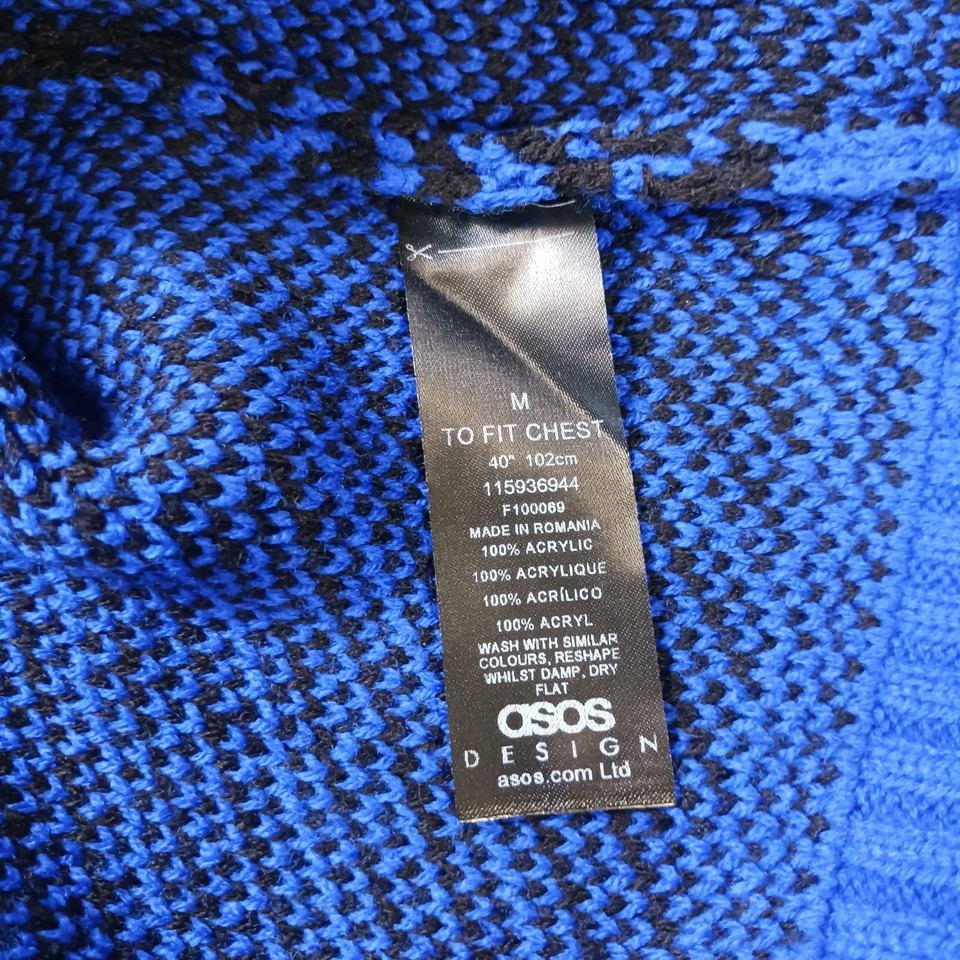 M
TO FIT CHEST
40" 102cm
115936944
F100069
MADE IN ROMANIA
100% ACRYLIC
100% ACRYLIQUE
100% ACRÍLICO
100% ACRYL
WASH WITH SIMILAR
COLOURS, RESHAPE
WHILST DAMP, DRY
FLAT
asos
DESIGN
asos.com Ltd